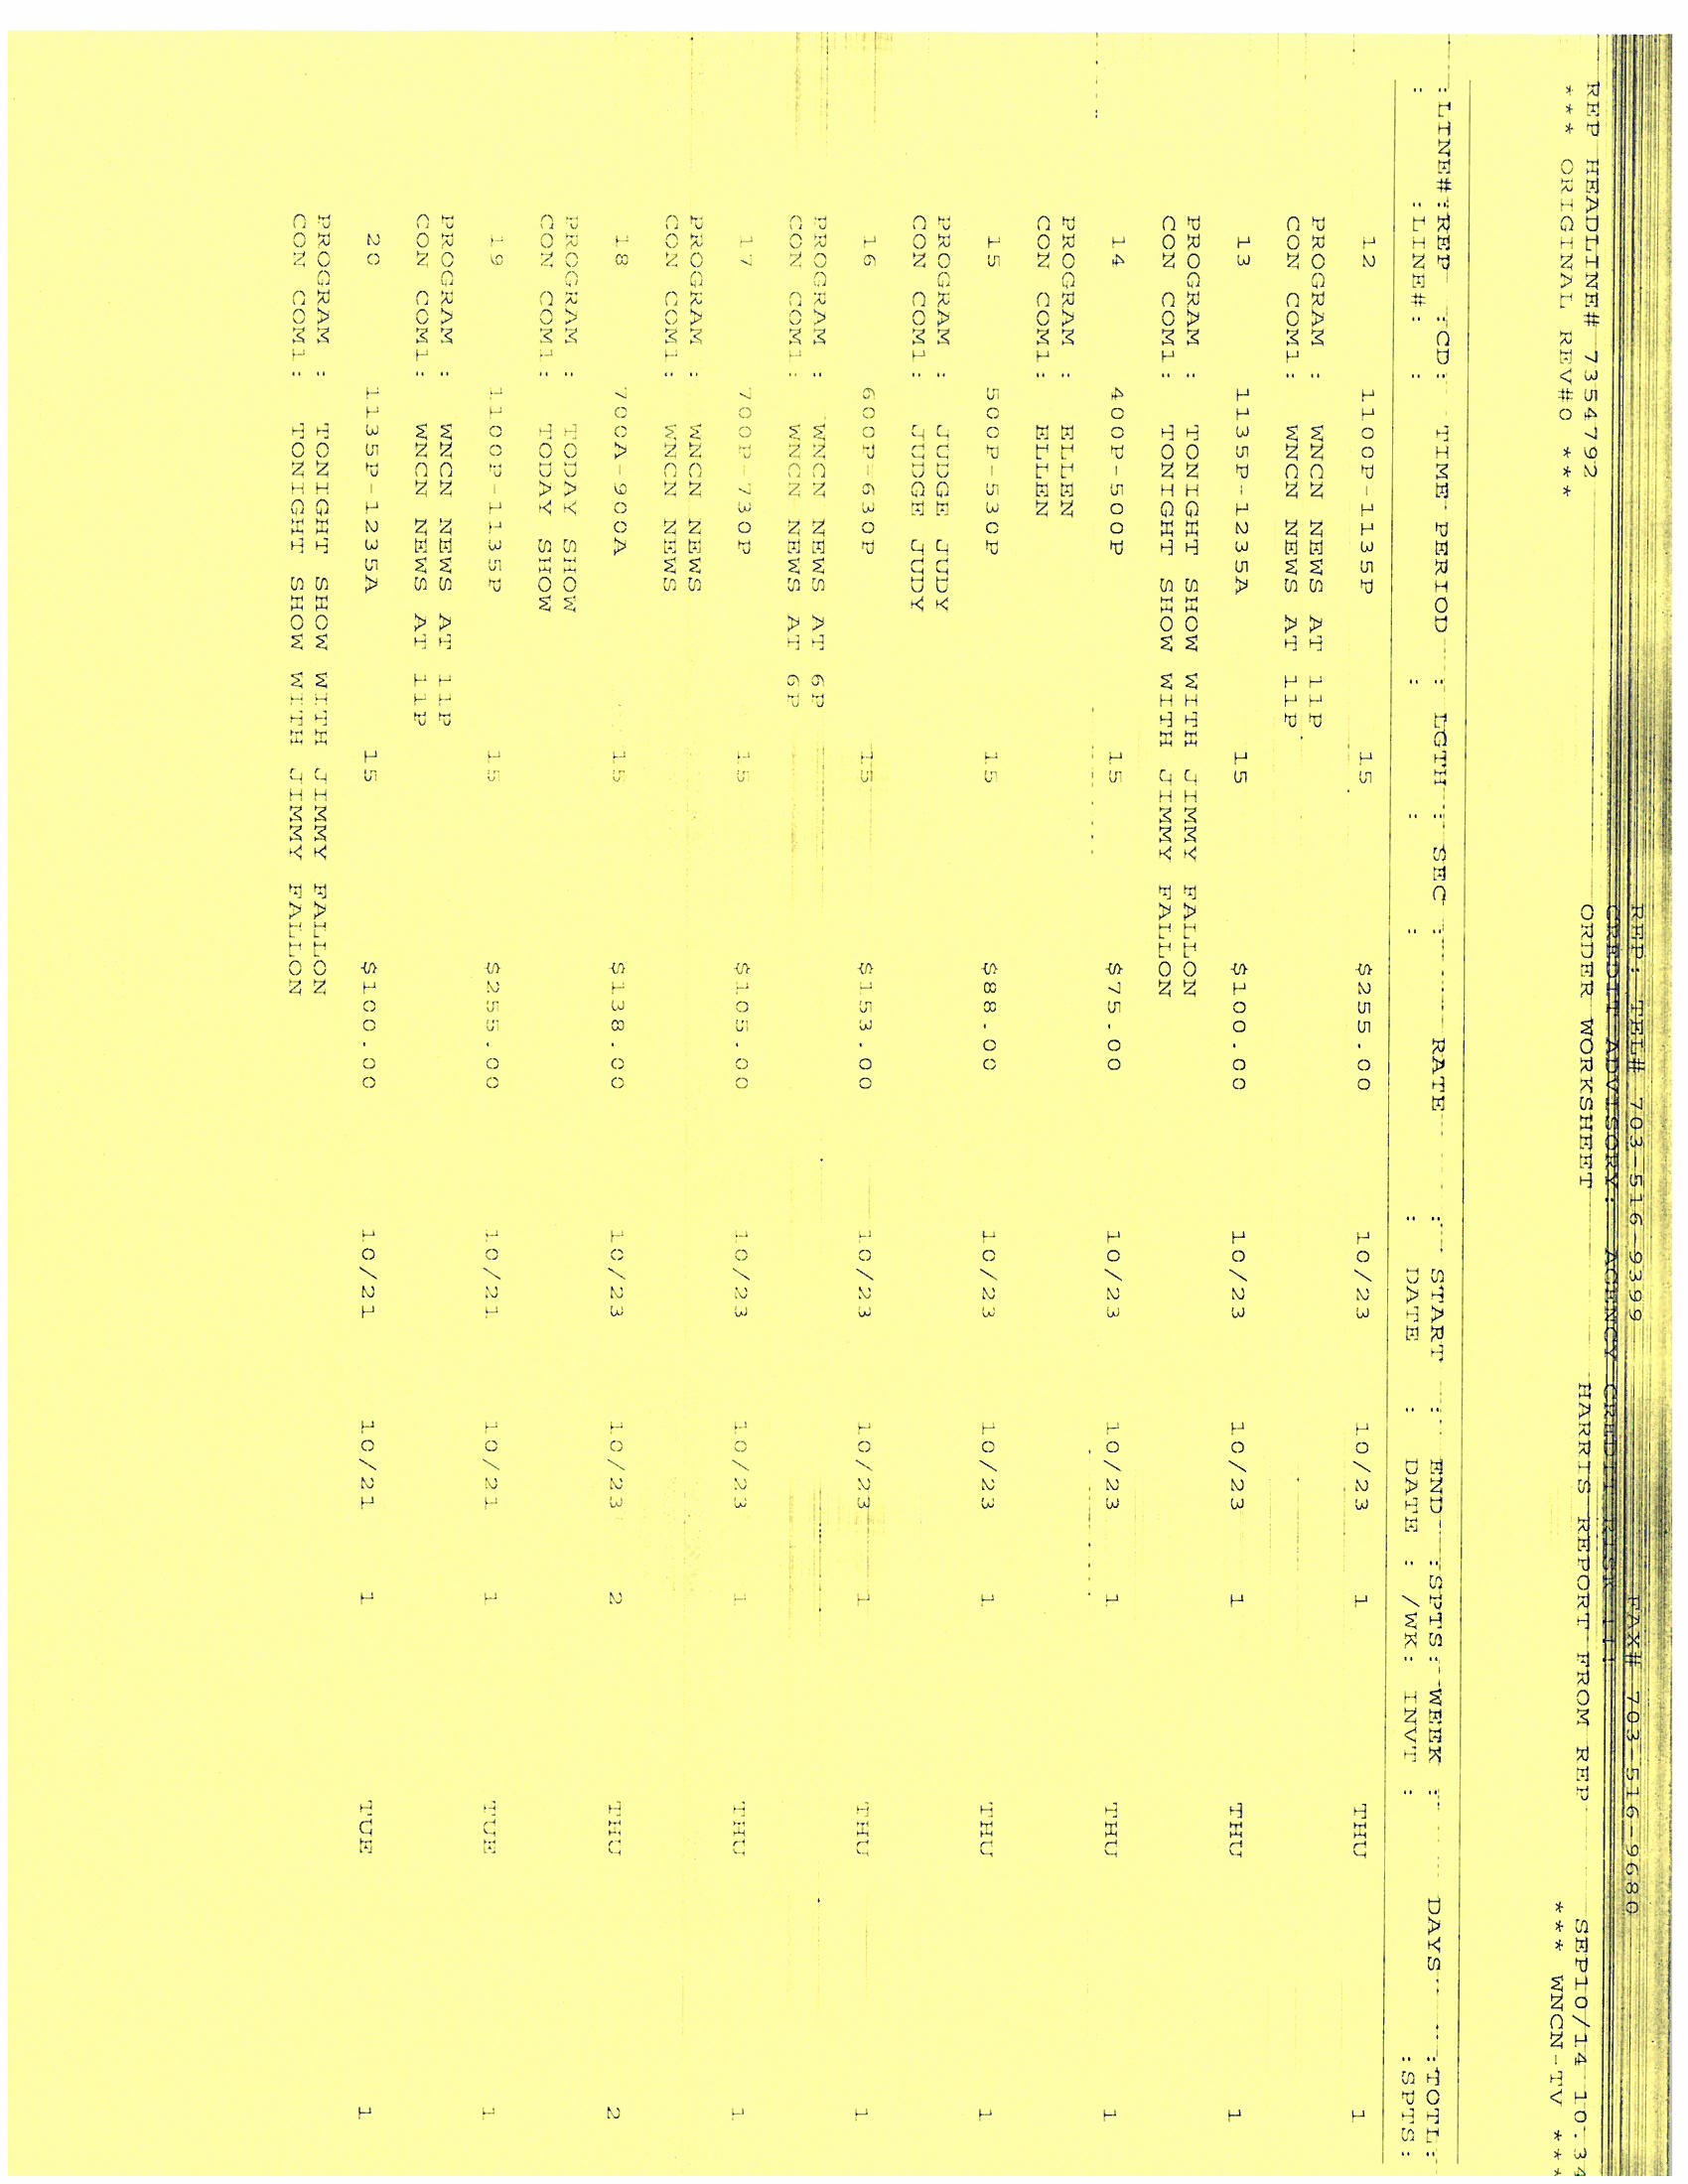 REP: TEL# 703-516-9399 FAX# 703-516-9680
CREDIT ADVISORY: AGENCY CREDIT RISK
REP HEADLINE# 7354792 ORDER WORKSHEET HARRIS REPORT FROM REP SEP10/14 10.34
*** ORIGINAL REV#0 *** *** WNCN-TV ***
:LINE#:REP :CD: TIME PERIOD : LGTH : SEC : RATE : START : END :SPTS: WEEK : DAYS :TOTL:
: :LINE#: : : : : : DATE : DATE : /WK: INVT : :SPTS:
12 1100P-1135P 15 $255.00 10/23 10/23 1 THU 1
PROGRAM : WNCN NEWS AT 11P
CON COM1: WNCN NEWS AT 11P
13 1135P-1235A 15 $100.00 10/23 10/23 1 THU 1
PROGRAM : TONIGHT SHOW WITH JIMMY FALLON
CON COM1: TONIGHT SHOW WITH JIMMY FALLON
14 400P-500P 15 $75.00 10/23 10/23 1 THU 1
PROGRAM : ELLEN
CON COM1: ELLEN
15 500P-530P 15 $88.00 10/23 10/23 1 THU 1
PROGRAM : JUDGE JUDY
CON COM1: JUDGE JUDY
16 600P-630P 15 $153.00 10/23 10/23 1 THU 1
PROGRAM : WNCN NEWS AT 6P
CON COM1: WNCN NEWS AT 6P
17 700P-730P 15 $105.00 10/23 10/23 1 THU 1
PROGRAM : WNCN NEWS
CON COM1: WNCN NEWS
18 700A-900A 15 $138.00 10/23 10/23 2 THU 2
PROGRAM : TODAY SHOW
CON COM1: TODAY SHOW
19 1100P-1135P 15 $255.00 10/21 10/21 1 TUE 1
PROGRAM : WNCN NEWS AT 11P
CON COM1: WNCN NEWS AT 11P
20 1135P-1235A 15 $100.00 10/21 10/21 1 TUE 1
PROGRAM : TONIGHT SHOW WITH JIMMY FALLON
CON COM1: TONIGHT SHOW WITH JIMMY FALLON